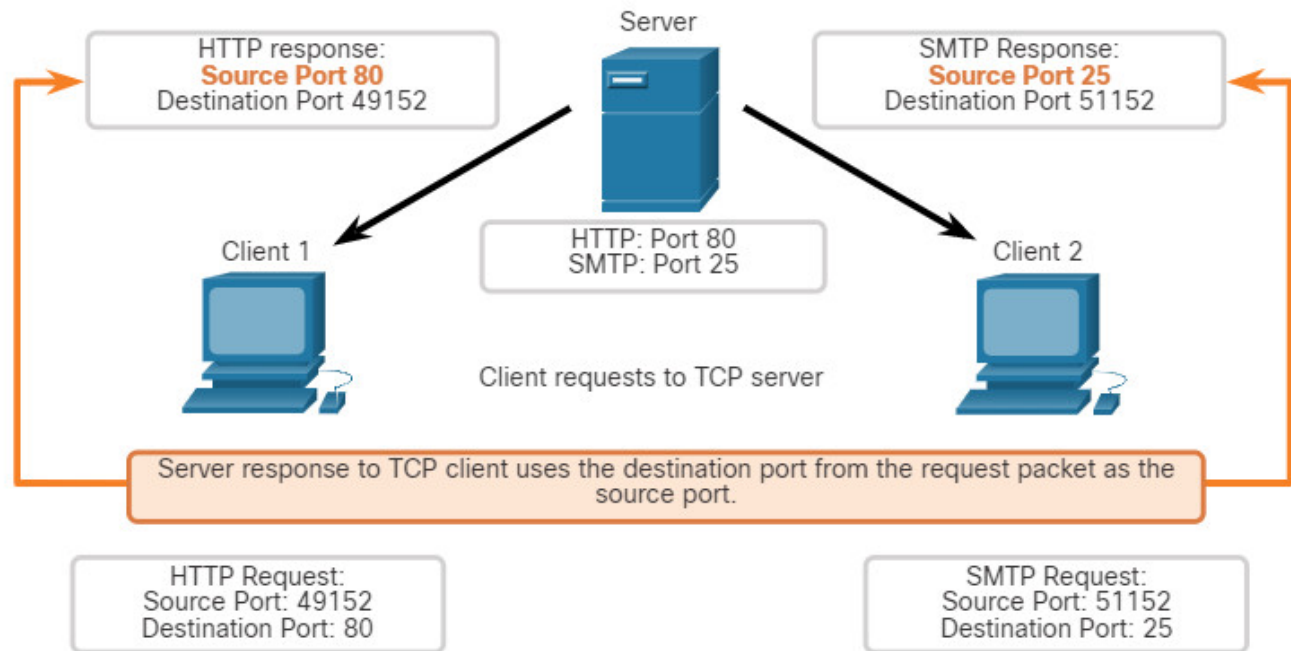 Server
HTTP response:
Source Port 80
Destination Port 49152
SMTP Response:
Source Port 25
Destination Port 51152
HTTP: Port 80
SMTP: Port 25
Client 1
Client 2
Client requests to TCP server
Server response to TCP client uses the destination port from the request packet as the
source port.
HTTP Request:
Source Port: 49152
Destination Port: 80
SMTP Request:
Source Port: 51152
Destination Port: 25